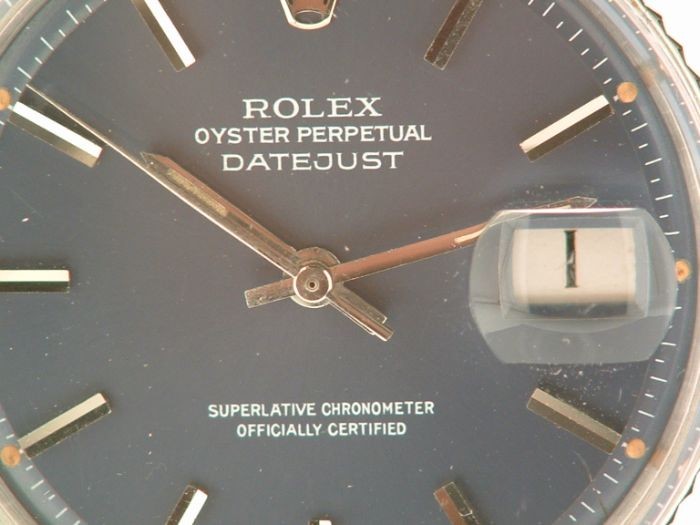 ROLEX
OYSTER PERPETUAL
DATEJUST
1
SUPERLATIVE CHRONOMETER
OFFICIALLY CERTIFIED